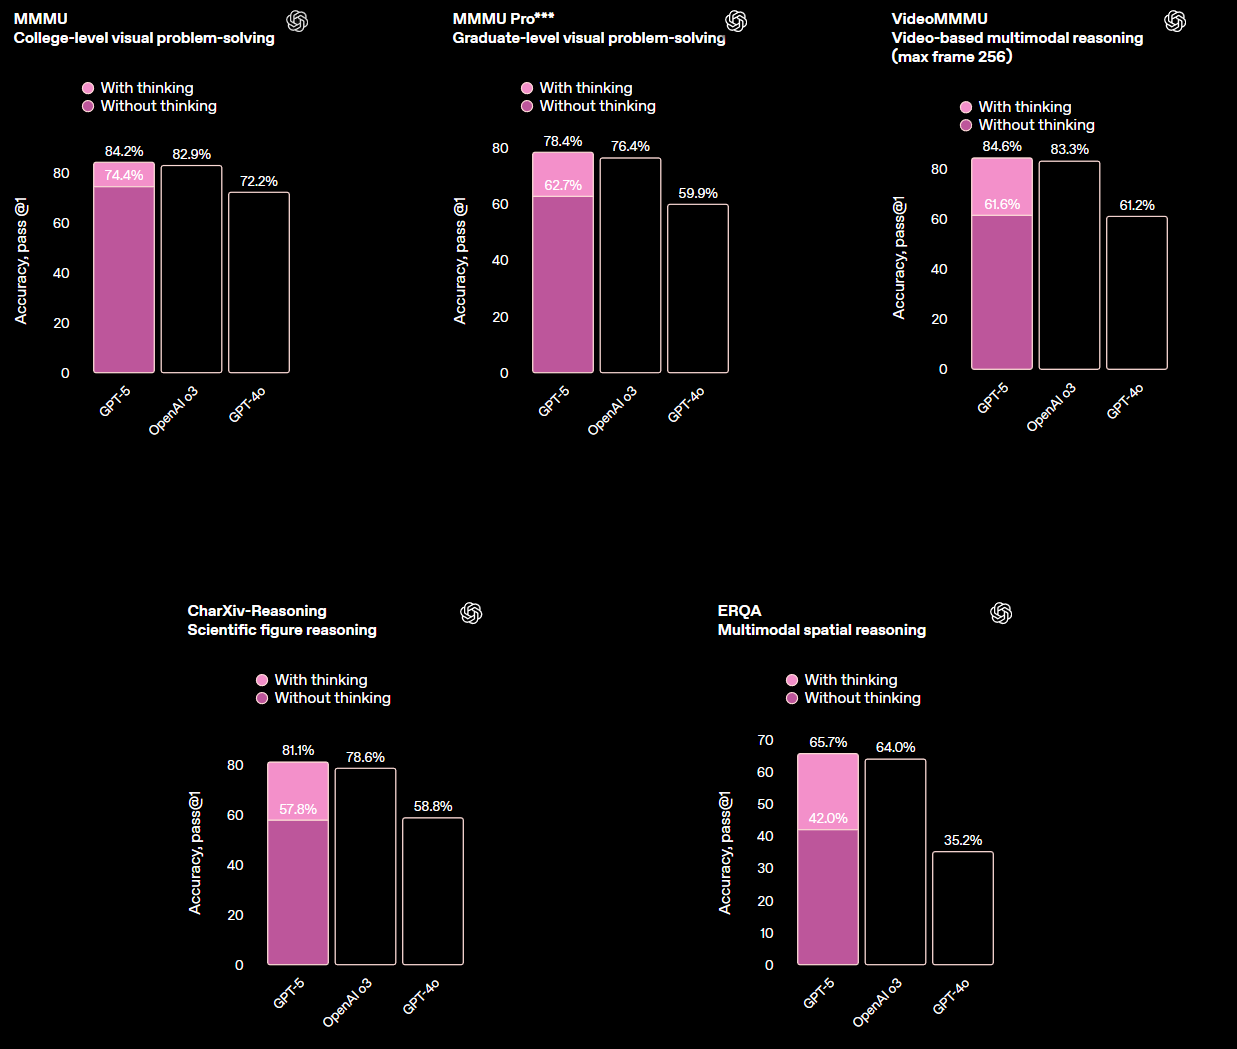 MMMU
College-level visual problem-solving
With thinking
Without thinking
84.2%
82.9%
74.4%
72.2%
80
60
40
20
0
Accuracy, pass @1
GPT-5
OpenAI o3
GPT-4o
MMMU Pro***
Graduate-level visual problem-solving
With thinking
Without thinking
78.4%
76.4%
62.7%
59.9%
80
60
40
20
0
Accuracy, pass @1
GPT-5
OpenAI o3
GPT-4o
VideoMMMU
Video-based multimodal reasoning
(max frame 256)
With thinking
Without thinking
84.6%
83.3%
61.6%
61.2%
80
60
40
20
0
Accuracy, pass@1
GPT-5
OpenAI o3
GPT-4o
CharXiv-Reasoning
Scientific figure reasoning
With thinking
Without thinking
81.1%
78.6%
57.8%
58.8%
80
60
40
20
0
Accuracy, pass@1
GPT-5
OpenAI o3
GPT-4o
ERQA
Multimodal spatial reasoning
With thinking
Without thinking
65.7%
64.0%
42.0%
35.2%
70
60
50
40
30
20
10
0
Accuracy, pass@1
GPT-5
OpenAI o3
GPT-4o